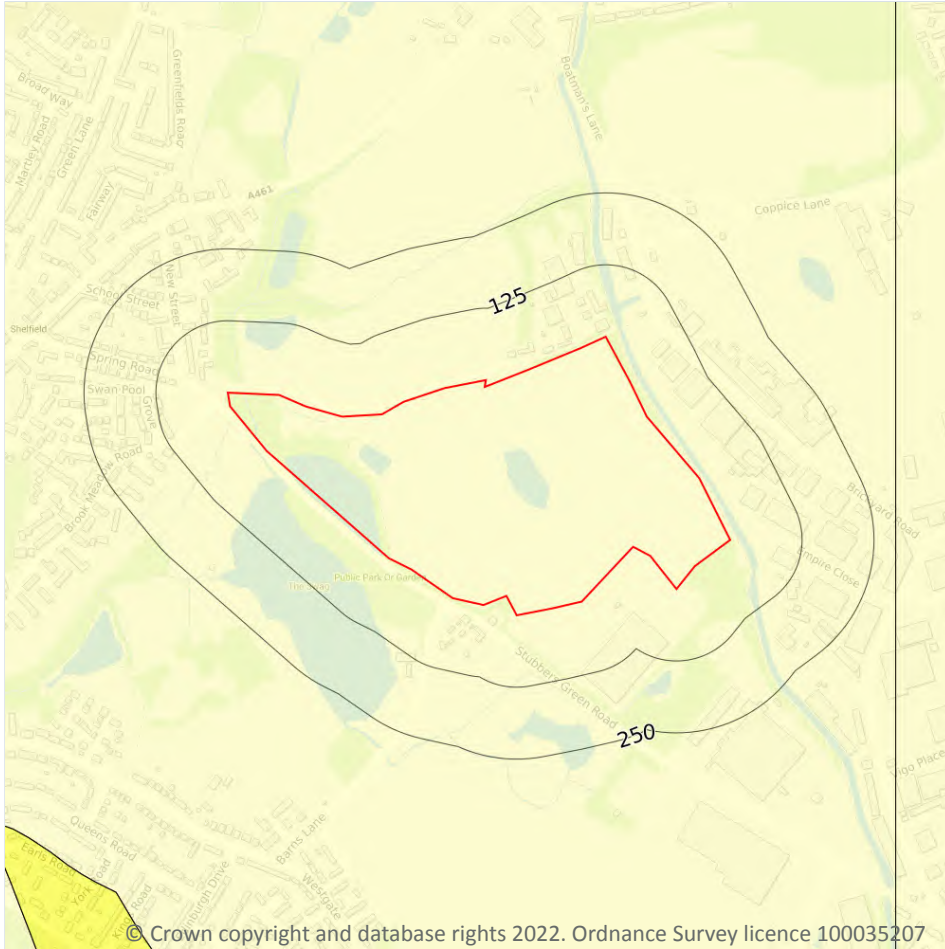 Broad Way
Martley Road
Green Lane
Greenfields Road
Fairway
A461
Boatman's Lane
Coppice Lane
New Street
School Street
Shelfield
Spring Road
Swan Pool
Grove
Brook Meadow Road
125
Brickyard Road
Empire Close
The Swag
Public Park Or Garden
Stubbers Green Road
250
Vigo Place
Queens Road
Earls Road
York Road
Barns Lane
Westgate
© Crown copyright and database rights 2022. Ordnance Survey licence 100035207